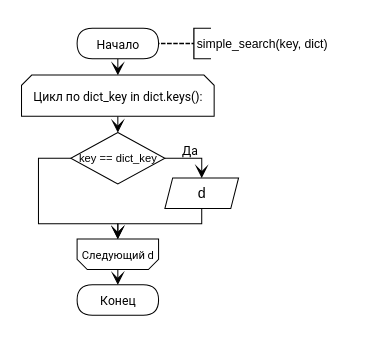 Начало
simple_search(key, dict)
Цикл по dict_key in dict.keys():
key == dict_key
Да
d
Следующий d
Конец